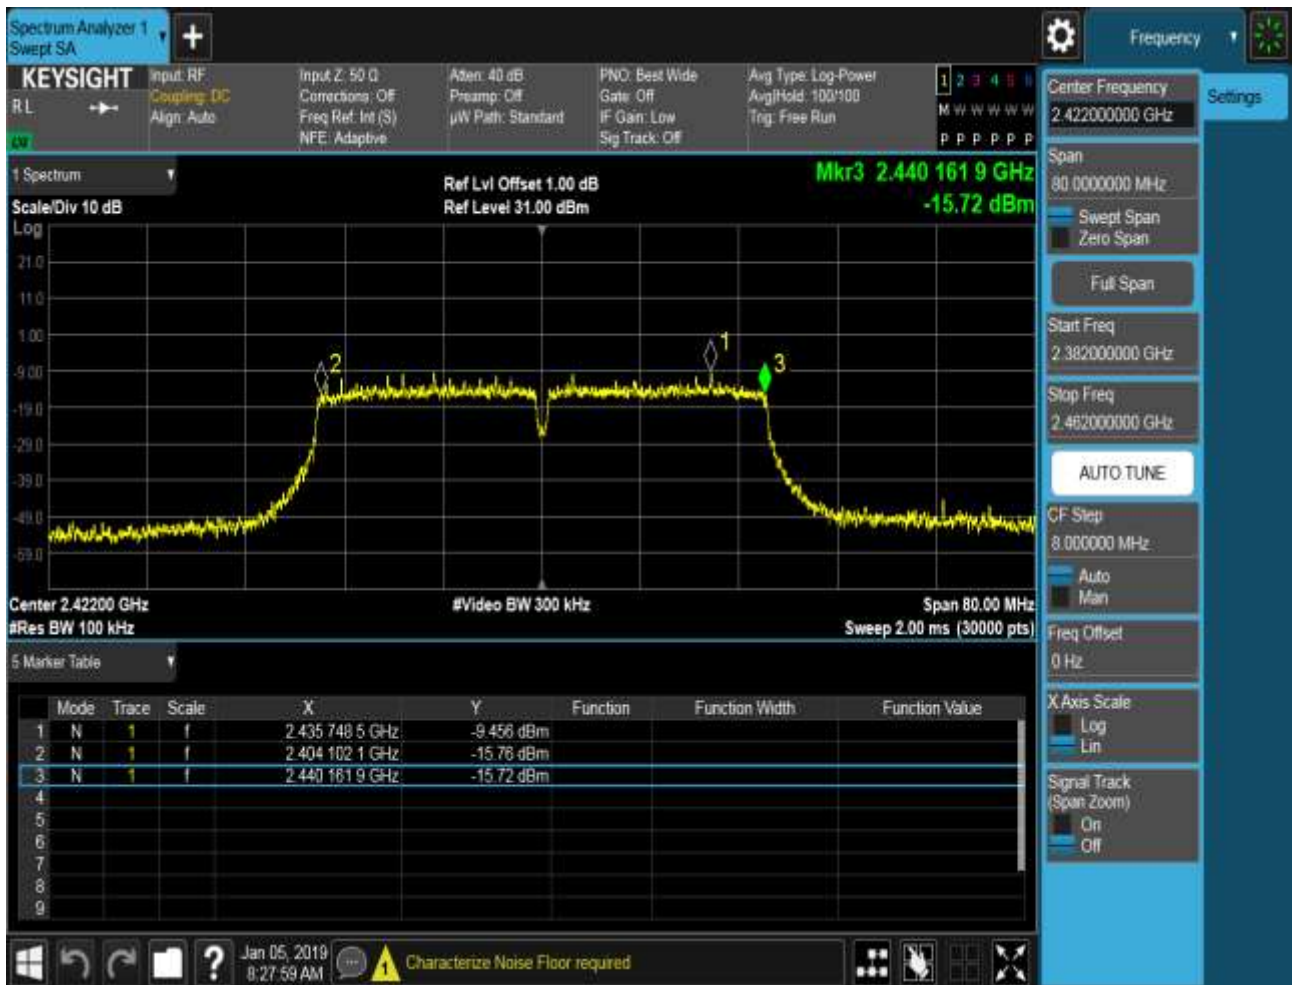 Spectrum Analyzer 1
Swept SA
+
Frequency
KEYSIGHT
R L
Input: RF
Coupling: DC
Align: Auto
Input Z: 50 Ω
Corrections: Off
Freq Ref: Int (S)
NFE: Adaptive
Atten: 40 dB
Preamp: Off
µW Path: Standard
PNO: Best Wide
Gate: Off
IF Gain: Low
Sig Track: Off
Avg Type: Log-Power
Avg|Hold: 100/100
Trig: Free Run
1 2 3 4 5 6
M W W W W W
P P P P P P
1 Spectrum
Scale/Div 10 dB
Ref Lvl Offset 1.00 dB
Ref Level 31.00 dBm
Mkr3 2.440 161 9 GHz
-15.72 dBm
Log
21.0
11.0
1.00
-9.00
-19.0
-29.0
-39.0
-49.0
-59.0
2
1
3
Center 2.42200 GHz
#Video BW 300 kHz
Span 80.00 MHz
#Res BW 100 kHz
Sweep 2.00 ms (30000 pts)
5 Marker Table
Mode Trace Scale X Y Function Function Width Function Value
1 N 1 f 2.435 748 5 GHz -9.456 dBm
2 N 1 f 2.404 102 1 GHz -15.76 dBm
3 N 1 f 2.440 161 9 GHz -15.72 dBm
4
5
6
7
8
9
Center Frequency
2.422000000 GHz
Settings
Span
80.0000000 MHz
Swept Span
Zero Span
Full Span
Start Freq
2.382000000 GHz
Stop Freq
2.462000000 GHz
AUTO TUNE
CF Step
8.000000 MHz
Auto
Man
Freq Offset
0 Hz
X Axis Scale
Log
Lin
Signal Track
(Span Zoom)
On
Off
?
Jan 05, 2019
8:27:59 AM
1
Characterize Noise Floor required